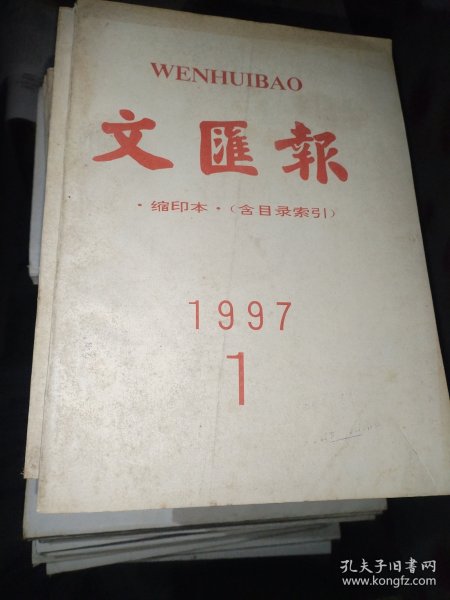 WENHUIBAO
文匯報
·缩印本·(含目录索引)
1997
1
孔夫子旧书网
www.kongfz.com